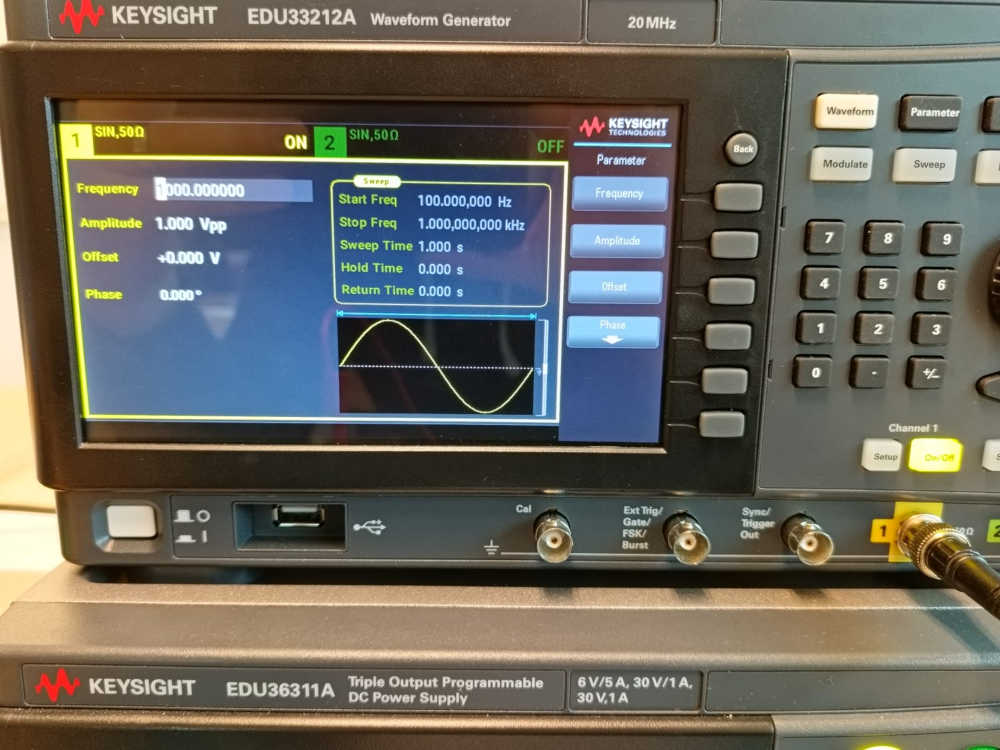 KEYSIGHT EDU33212A Waveform Generator 20 MHz
1 SIN,50Ω ON 2 SIN,50Ω OFF
KEYSIGHT
TECHNOLOGIES
Parameter
Frequency 1000.000000
Amplitude 1.000 Vpp
Offset +0.000 V
Phase 0.000°
Sweep
Start Freq 100.000,000 Hz
Stop Freq 1.000,000,000 kHz
Sweep Time 1.000 s
Hold Time 0.000 s
Return Time 0.000 s
Frequency
Amplitude
Offset
Phase
Back
Waveform Parameter
Modulate Sweep
7 8 9
4 5 6
1 2 3
0 . +/−
Channel 1
Setup On/Off
Cal
Ext Trig/
Gate/
FSK/
Burst
Sync/
Trigger
Out
1 50Ω 2
KEYSIGHT EDU36311A
Triple Output Programmable
DC Power Supply
6 V/5 A, 30 V/1 A,
30 V,1 A